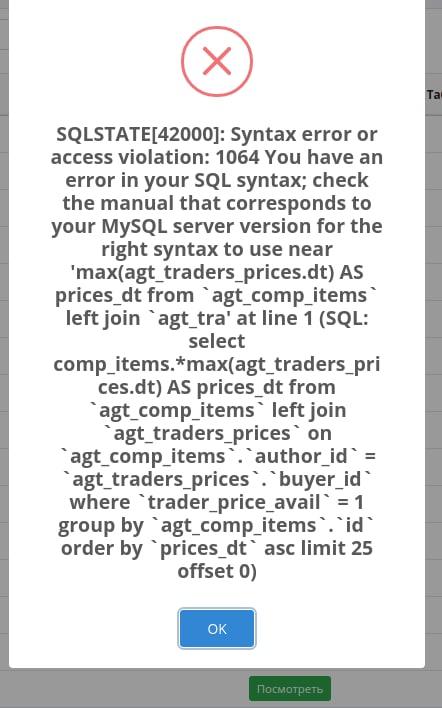 Ta
SQLSTATE[42000]: Syntax error or
access violation: 1064 You have an
error in your SQL syntax; check
the manual that corresponds to
your MySQL server version for the
right syntax to use near
'max(agt_traders_prices.dt) AS
prices_dt from `agt_comp_items`
left join `agt_tra' at line 1 (SQL:
select
comp_items.*max(agt_traders_pri
ces.dt) AS prices_dt from
`agt_comp_items` left join
`agt_traders_prices` on
`agt_comp_items`.`author_id` =
`agt_traders_prices`.`buyer_id`
where `trader_price_avail` = 1
group by `agt_comp_items`.`id`
order by `prices_dt` asc limit 25
offset 0)
OK
Посмотреть